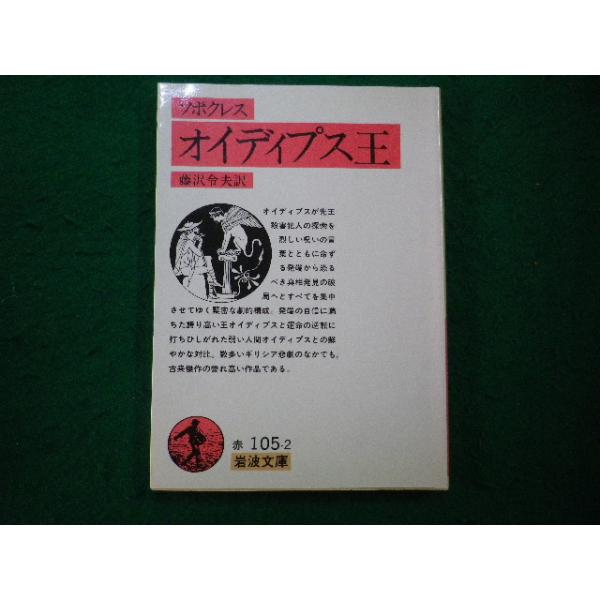 ソポクレス
オイディプス王
藤沢令夫訳
オイディプスが先王
殺害犯人の探索を
烈しい呪いの言
葉とともに命ず
る発端から恐る
べき真相発見の破
局へとすべてを集中
させてゆく緊密な劇的構成。発端の自信に満
ちた誇り高い王オイディプスと運命の逆転に
打ちひしがれた弱い人間オイディプスとの鮮
やかな対比。数多いギリシア悲劇のなかでも、
古来傑作の誉れ高い作品である。
赤 105-2
岩波文庫